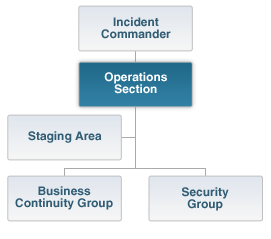 Incident
Commander
Operations
Section
Staging Area
Business
Continuity Group
Security
Group